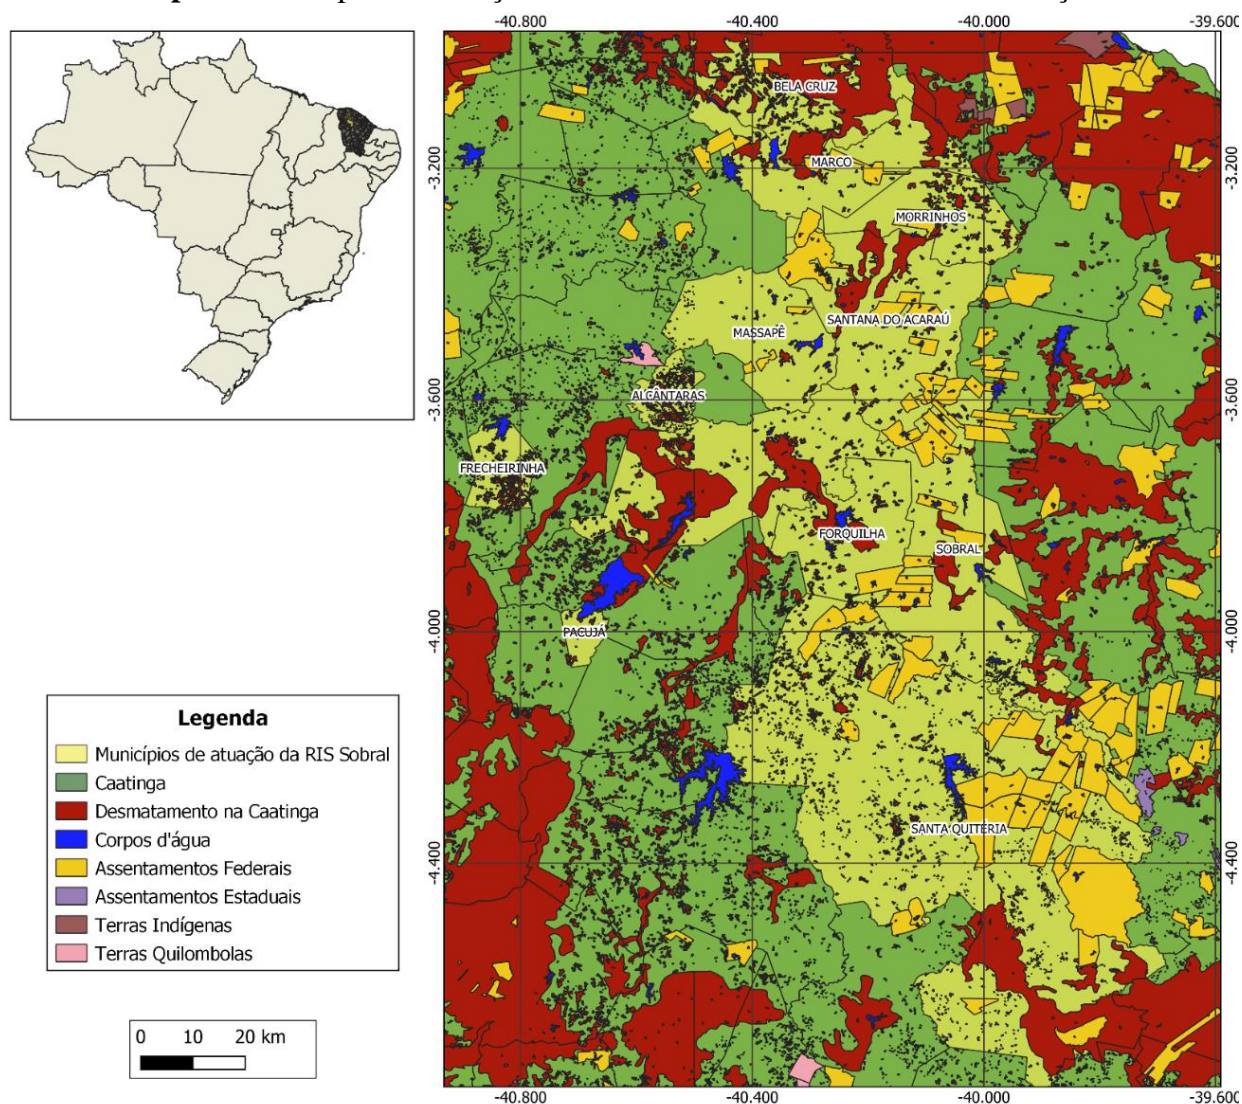 -40.800 -40.400 -40.000 -39.600
BELA CRUZ
-3.200 MARCO -3.200
MORRINHOS
SANTANA DO ACARAÚ
MASSAPÊ
-3.600 ALCÂNTARAS -3.600
FRECHEIRINHA
FORQUILHA
SOBRAL
-4.000 PACUJÁ -4.000
SANTA QUITÉRIA
-4.400 -4.400
-40.800 -40.400 -40.000 -39.600
Legenda
Municípios de atuação da RIS Sobral
Caatinga
Desmatamento na Caatinga
Corpos d'água
Assentamentos Federais
Assentamentos Estaduais
Terras Indígenas
Terras Quilombolas
0 10 20 km